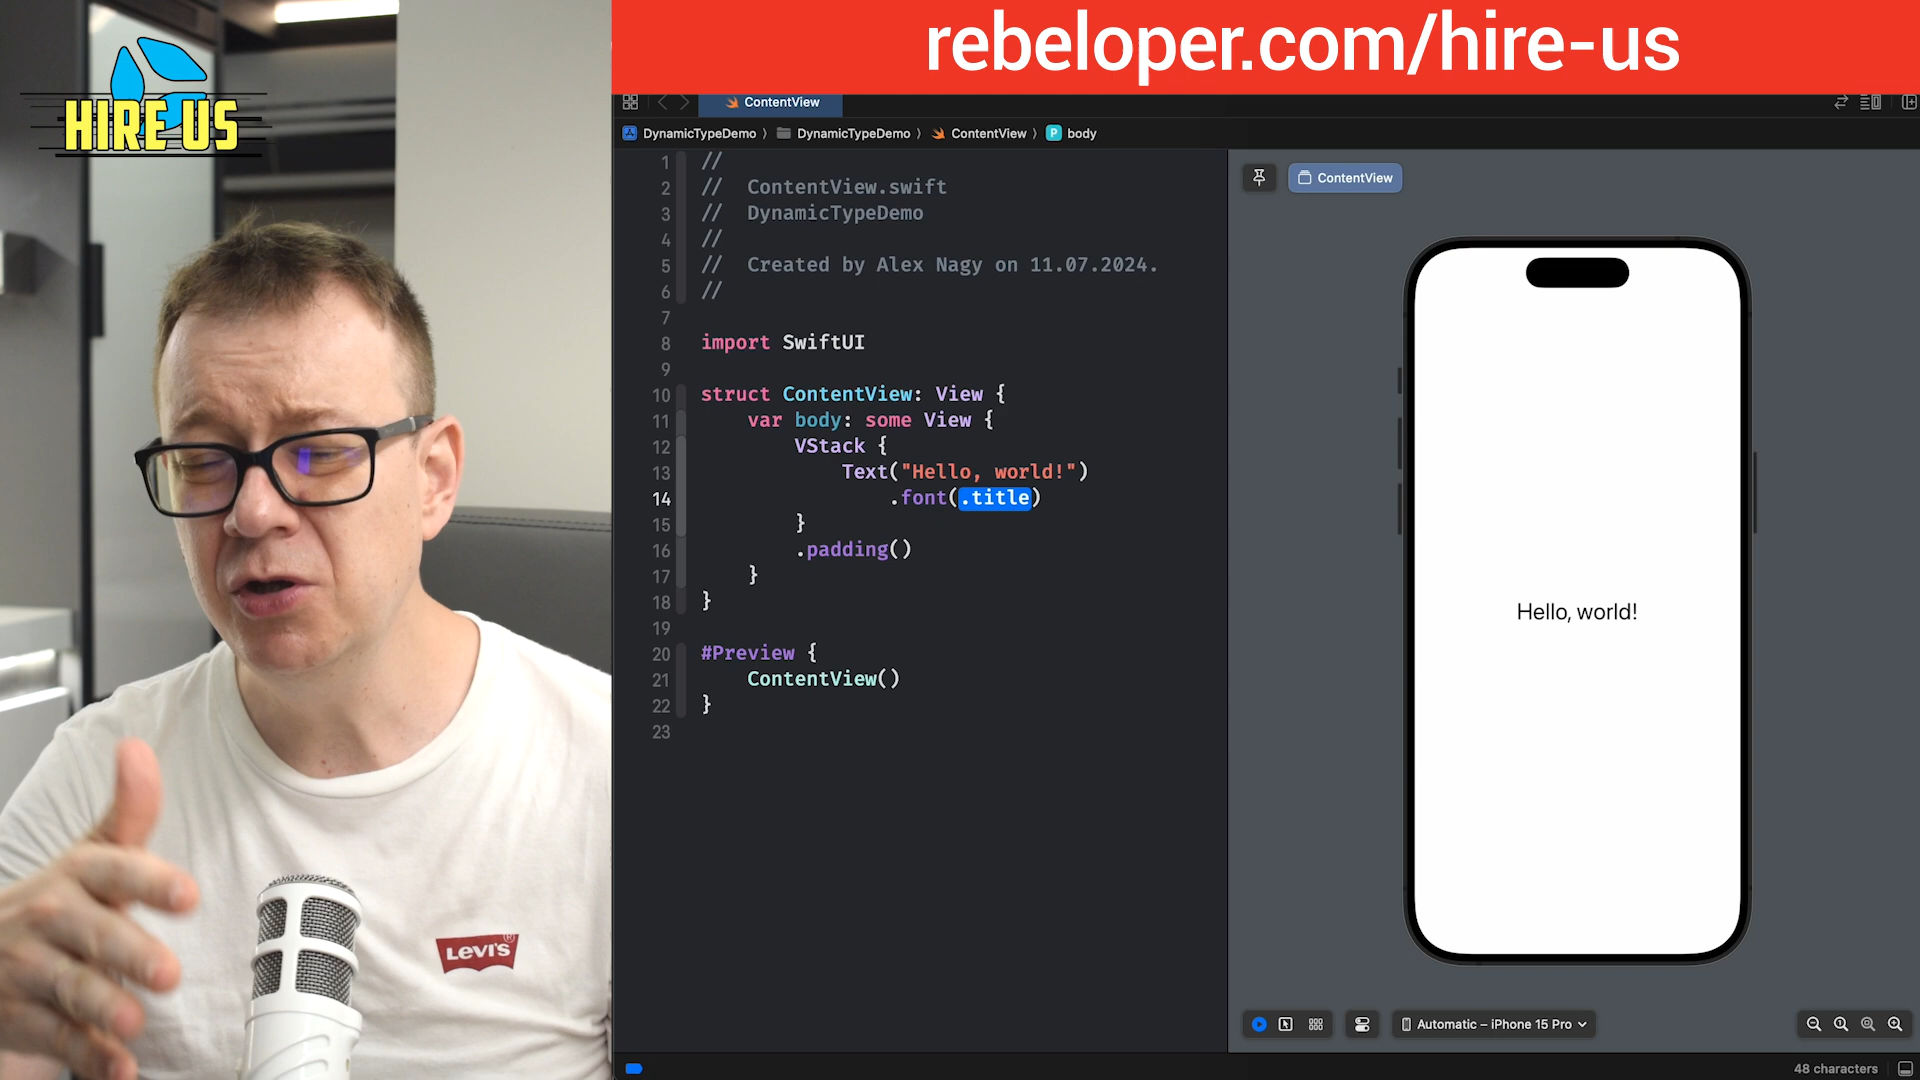 rebeloper.com/hire-us
HIRE US
ContentView
DynamicTypeDemo
DynamicTypeDemo
ContentView
P
body
1 //
2 //  ContentView.swift
3 //  DynamicTypeDemo
4 //
5 //  Created by Alex Nagy on 11.07.2024.
6 //
7
8 import SwiftUI
9
10 struct ContentView: View {
11     var body: some View {
12         VStack {
13             Text("Hello, world!")
14                 .font(.title)
15         }
16         .padding()
17     }
18 }
19
20 #Preview {
21     ContentView()
22 }
23
ContentView
Hello, world!
LEVI'S®
Automatic – iPhone 15 Pro
48 characters